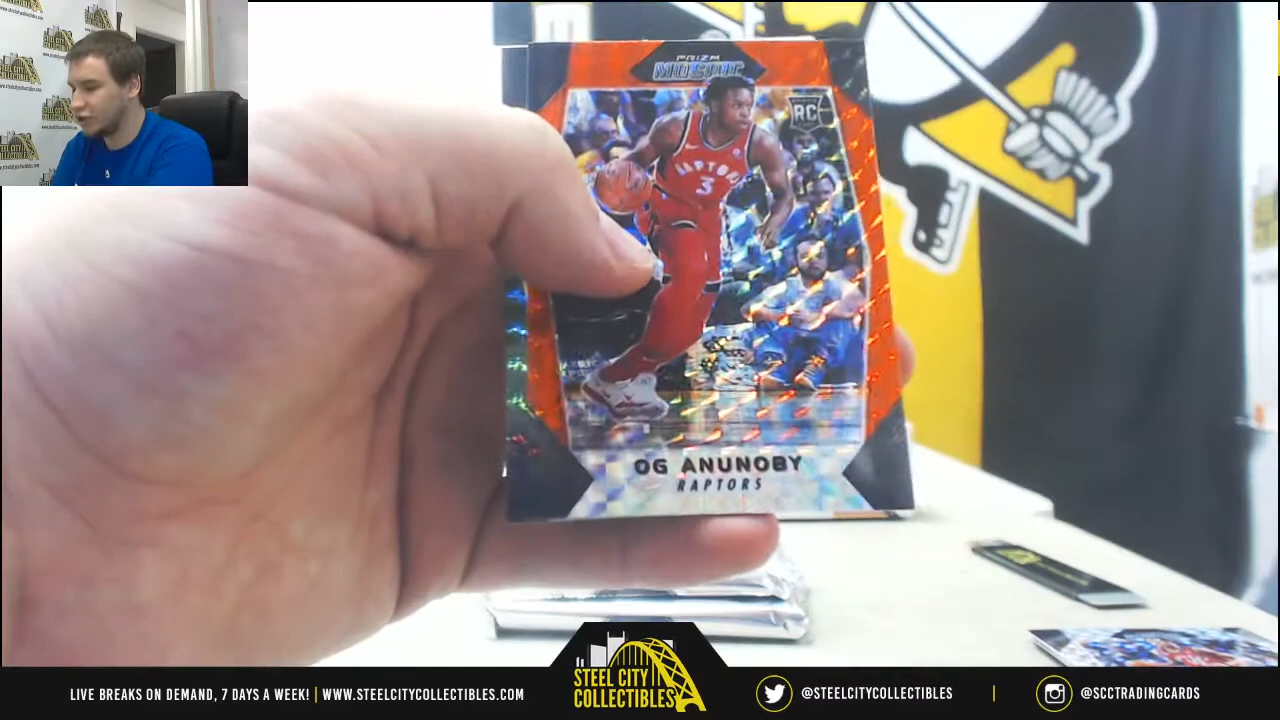 PRIZM
MOSAIC
RC
RAPTORS
3
OG ANUNOBY
RAPTORS
STEEL CITY
COLLECTIBLES
LIVE BREAKS ON DEMAND, 7 DAYS A WEEK! | WWW.STEELCITYCOLLECTIBLES.COM
@STEELCITYCOLLECTIBLES | @SCCTRADINGCARDS